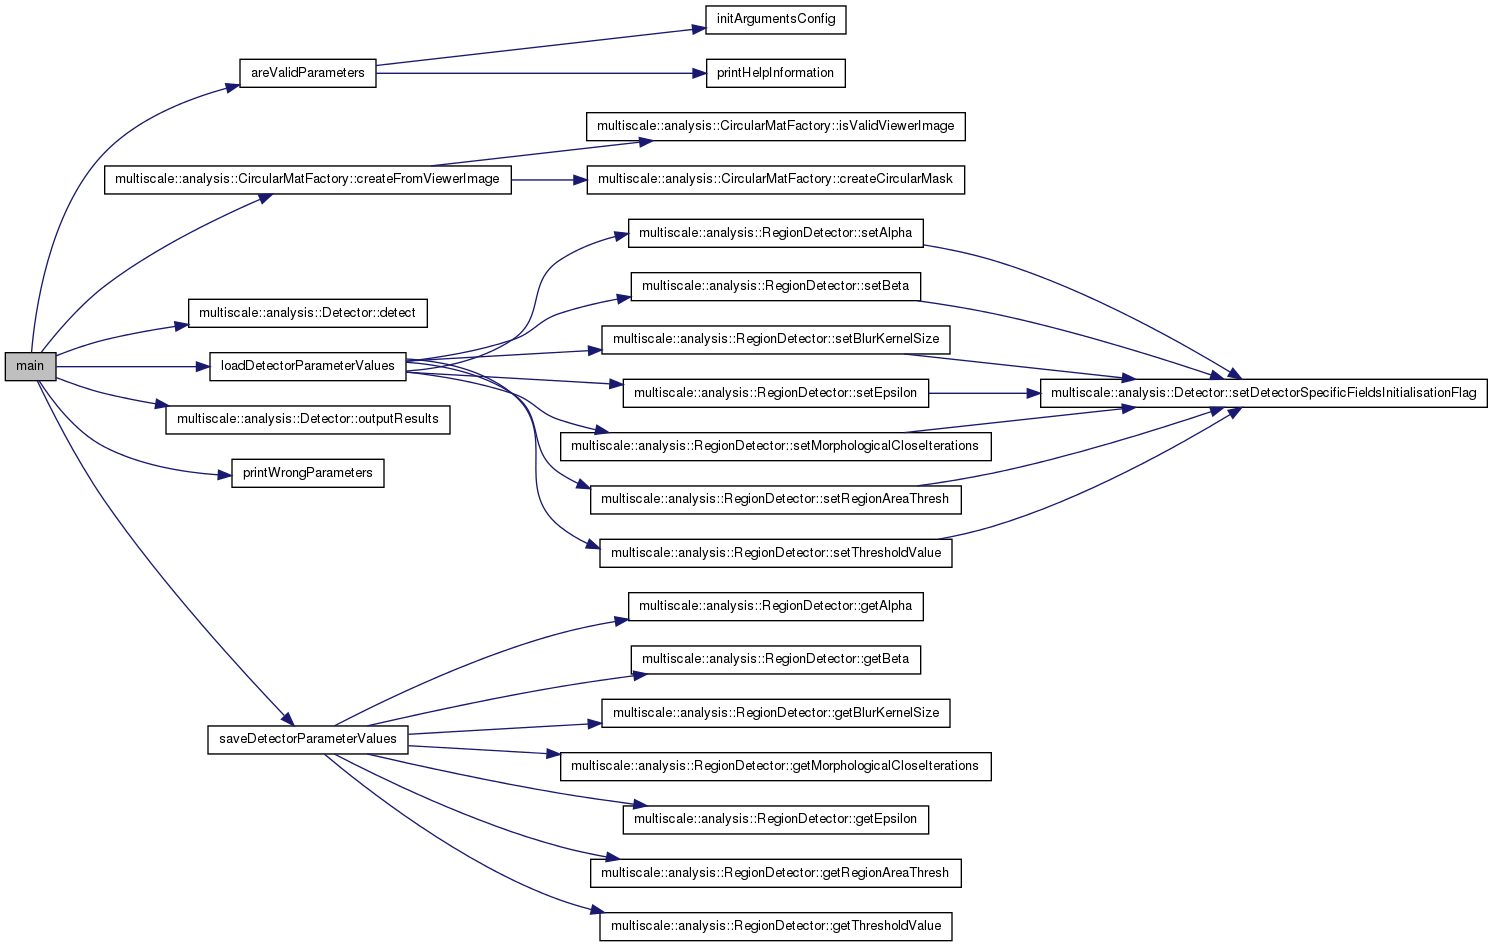 initArgumentsConfig
areValidParameters
printHelpInformation
multiscale::analysis::CircularMatFactory::isValidViewerImage
multiscale::analysis::CircularMatFactory::createFromViewerImage
multiscale::analysis::CircularMatFactory::createCircularMask
multiscale::analysis::RegionDetector::setAlpha
multiscale::analysis::RegionDetector::setBeta
multiscale::analysis::Detector::detect
multiscale::analysis::RegionDetector::setBlurKernelSize
main
loadDetectorParameterValues
multiscale::analysis::RegionDetector::setEpsilon
multiscale::analysis::Detector::setDetectorSpecificFieldsInitialisationFlag
multiscale::analysis::Detector::outputResults
multiscale::analysis::RegionDetector::setMorphologicalCloseIterations
printWrongParameters
multiscale::analysis::RegionDetector::setRegionAreaThresh
multiscale::analysis::RegionDetector::setThresholdValue
multiscale::analysis::RegionDetector::getAlpha
multiscale::analysis::RegionDetector::getBeta
multiscale::analysis::RegionDetector::getBlurKernelSize
saveDetectorParameterValues
multiscale::analysis::RegionDetector::getMorphologicalCloseIterations
multiscale::analysis::RegionDetector::getEpsilon
multiscale::analysis::RegionDetector::getRegionAreaThresh
multiscale::analysis::RegionDetector::getThresholdValue